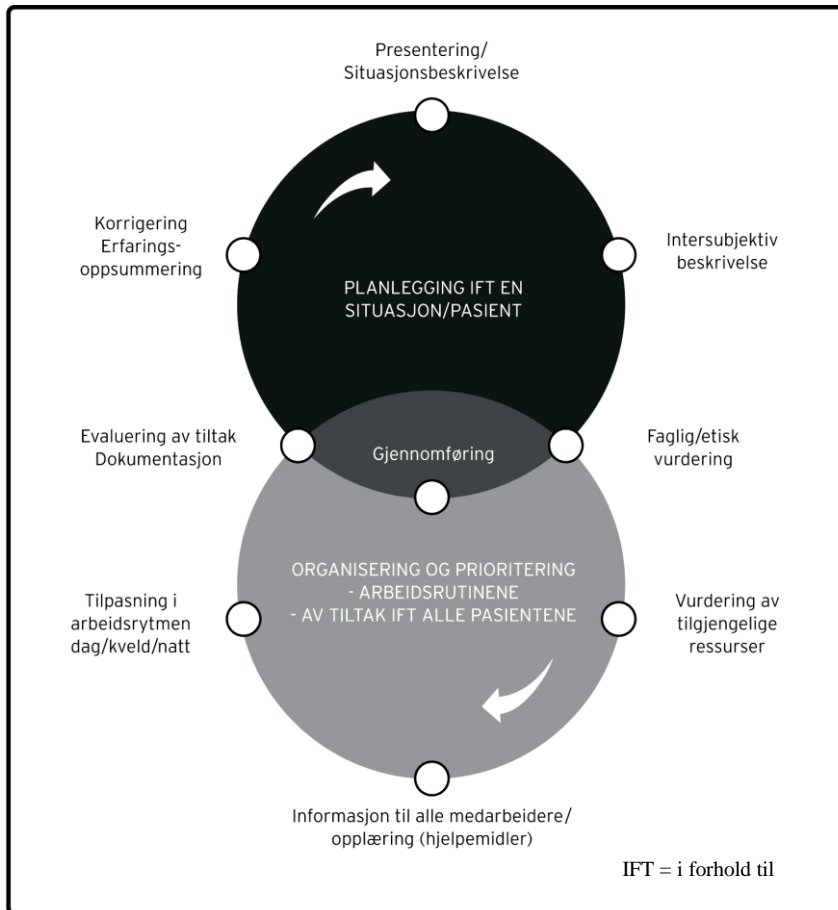 Presentering/
Situasjonsbeskrivelse
Korrigering
Erfarings-
oppsummering
Intersubjektiv
beskrivelse
PLANLEGGING IFT EN
SITUASJON/PASIENT
Evaluering av tiltak
Dokumentasjon
Gjennomføring
Faglig/etisk
vurdering
ORGANISERING OG PRIORITERING
- ARBEIDSRUTINENE
- AV TILTAK IFT ALLE PASIENTENE
Tilpasning i
arbeidsrytmen
dag/kveld/natt
Vurdering av
tilgjengelige
ressurser
Informasjon til alle medarbeidere/
opplæring (hjelpemidler)
IFT = i forhold til